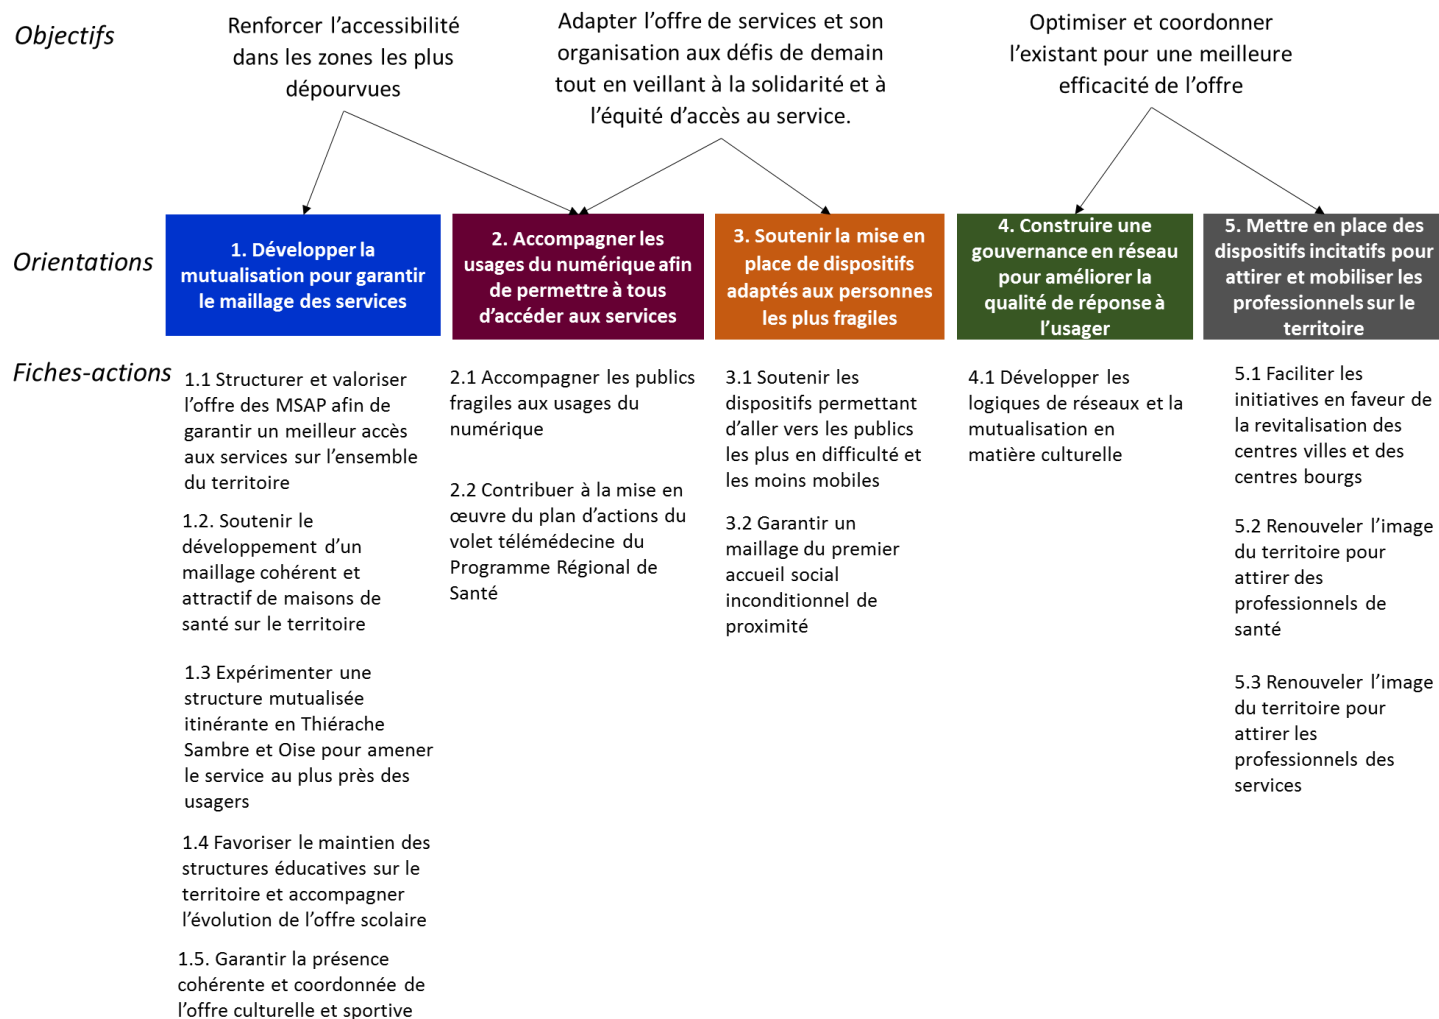 Objectifs
Renforcer l’accessibilité
dans les zones les plus
dépourvues
Adapter l’offre de services et son
organisation aux défis de demain
tout en veillant à la solidarité et à
l’équité d’accès au service.
Optimiser et coordonner
l’existant pour une meilleure
efficacité de l’offre
Orientations
1. Développer la
mutualisation pour garantir
le maillage des services
2. Accompagner les
usages du numérique afin
de permettre à tous
d’accéder aux services
3. Soutenir la mise en
place de dispositifs
adaptés aux personnes
les plus fragiles
4. Construire une
gouvernance en réseau
pour améliorer la
qualité de réponse à
l’usager
5. Mettre en place des
dispositifs incitatifs pour
attirer et mobiliser les
professionnels sur le
territoire
Fiches-actions
1.1 Structurer et valoriser
l’offre des MSAP afin de
garantir un meilleur accès
aux services sur l’ensemble
du territoire
1.2. Soutenir le
développement d’un
maillage cohérent et
attractif de maisons de
santé sur le territoire
1.3 Expérimenter une
structure mutualisée
itinérante en Thiérache
Sambre et Oise pour amener
le service au plus près des
usagers
1.4 Favoriser le maintien des
structures éducatives sur le
territoire et accompagner
l’évolution de l’offre scolaire
1.5. Garantir la présence
cohérente et coordonnée de
l’offre culturelle et sportive
2.1 Accompagner les publics
fragiles aux usages du
numérique
2.2 Contribuer à la mise en
œuvre du plan d’actions du
volet télémédecine du
Programme Régional de
Santé
3.1 Soutenir les
dispositifs permettant
d’aller vers les publics
les plus en difficulté et
les moins mobiles
3.2 Garantir un
maillage du premier
accueil social
inconditionnel de
proximité
4.1 Développer les
logiques de réseaux et la
mutualisation en
matière culturelle
5.1 Faciliter les
initiatives en faveur de
la revitalisation des
centres villes et des
centres bourgs
5.2 Renouveler l’image
du territoire pour
attirer des
professionnels de
santé
5.3 Renouveler l’image
du territoire pour
attirer les
professionnels des
services